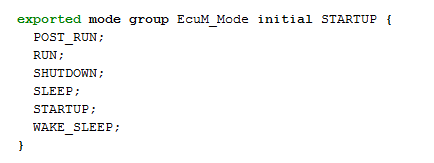 exported mode group EcuM_Mode initial STARTUP {
  POST_RUN;
  RUN;
  SHUTDOWN;
  SLEEP;
  STARTUP;
  WAKE_SLEEP;
}